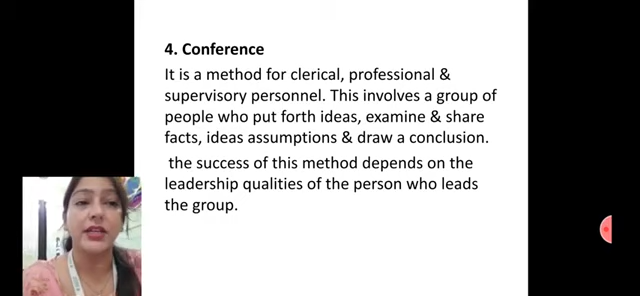 4. Conference
It is a method for clerical, professional &
supervisory personnel. This involves a group of
people who put forth ideas, examine & share
facts, ideas assumptions & draw a conclusion.
the success of this method depends on the
leadership qualities of the person who leads
the group.